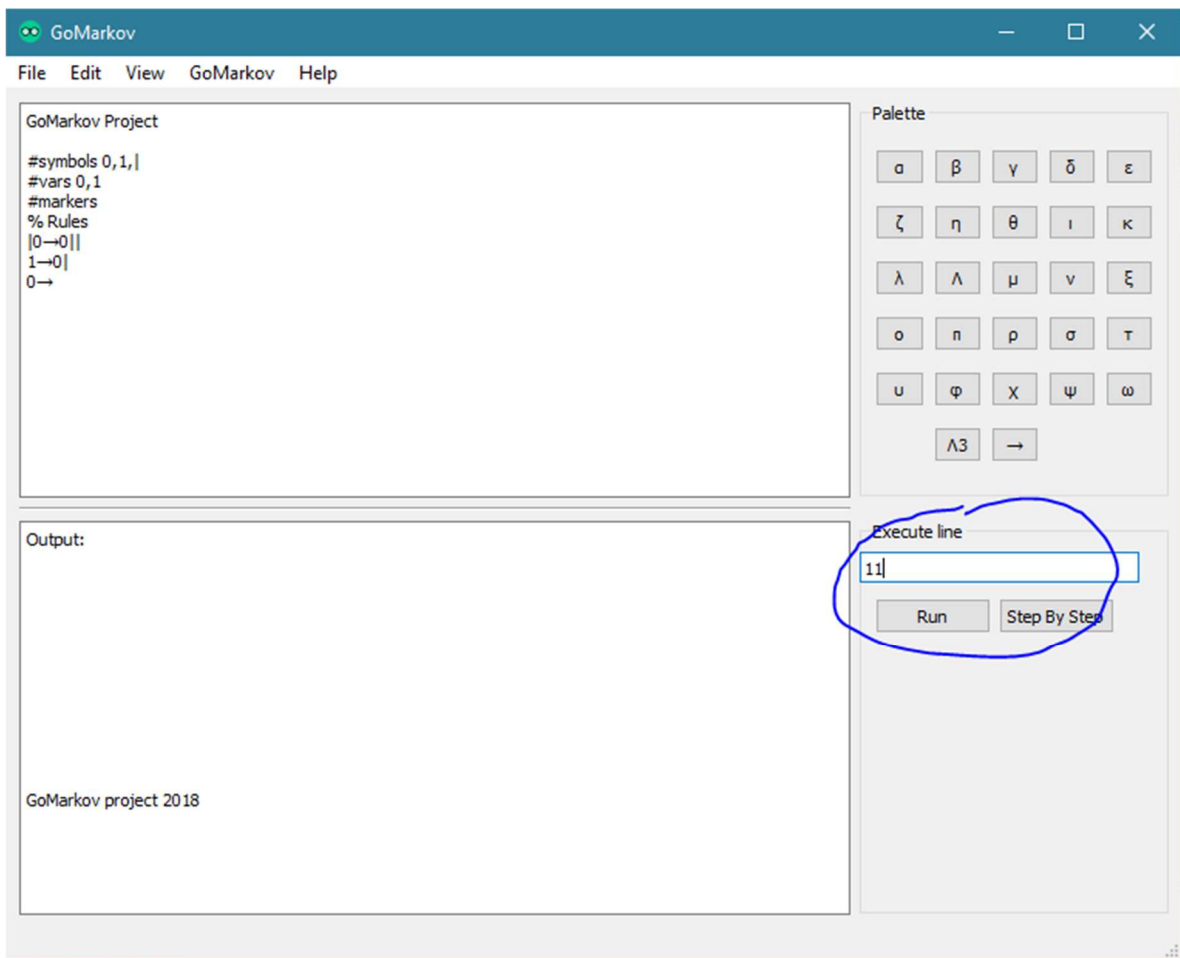 GoMarkov
File Edit View GoMarkov Help
GoMarkov Project
#symbols 0,1,|
#vars 0,1
#markers
% Rules
|0→0||
1→0|
0→
Palette
α β γ δ ε
ζ η θ ι κ
λ Λ μ ν ξ
ο π ρ σ τ
υ φ χ ψ ω
Λ3 →
Output:
GoMarkov project 2018
Execute line
11
Run Step By Step